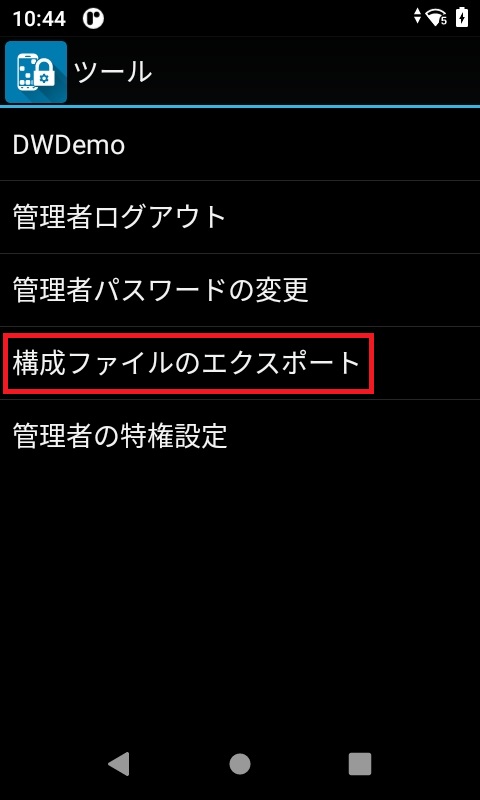 10:44
5
ツール
DWDemo
管理者ログアウト
管理者パスワードの変更
構成ファイルのエクスポート
管理者の特権設定